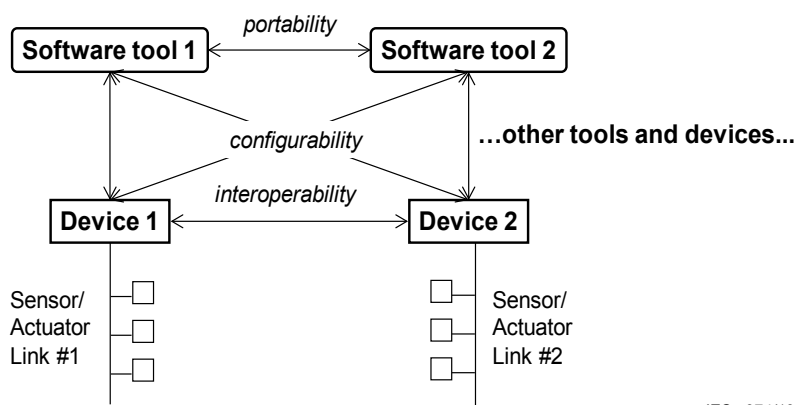 portability
Software tool 1
Software tool 2
configurability
…other tools and devices...
interoperability
Device 1
Device 2
Sensor/
Actuator
Link #1
Sensor/
Actuator
Link #2